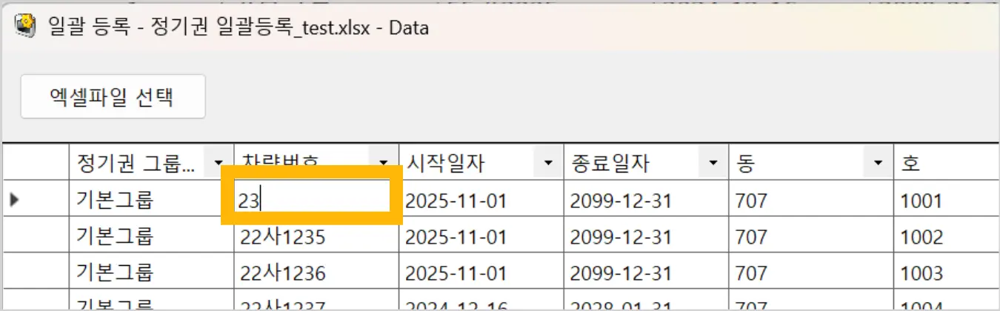 일괄 등록 - 정기권 일괄등록_test.xlsx - Data
엑셀파일 선택
정기권 그룹... 차량번호 시작일자 종료일자 동 호
기본그룹 23 2025-11-01 2099-12-31 707 1001
기본그룹 22사1235 2025-11-01 2099-12-31 707 1002
기본그룹 22사1236 2025-11-01 2099-12-31 707 1003
기본그룹 22사1237 2024-12-16 2028-01-31 707 1004